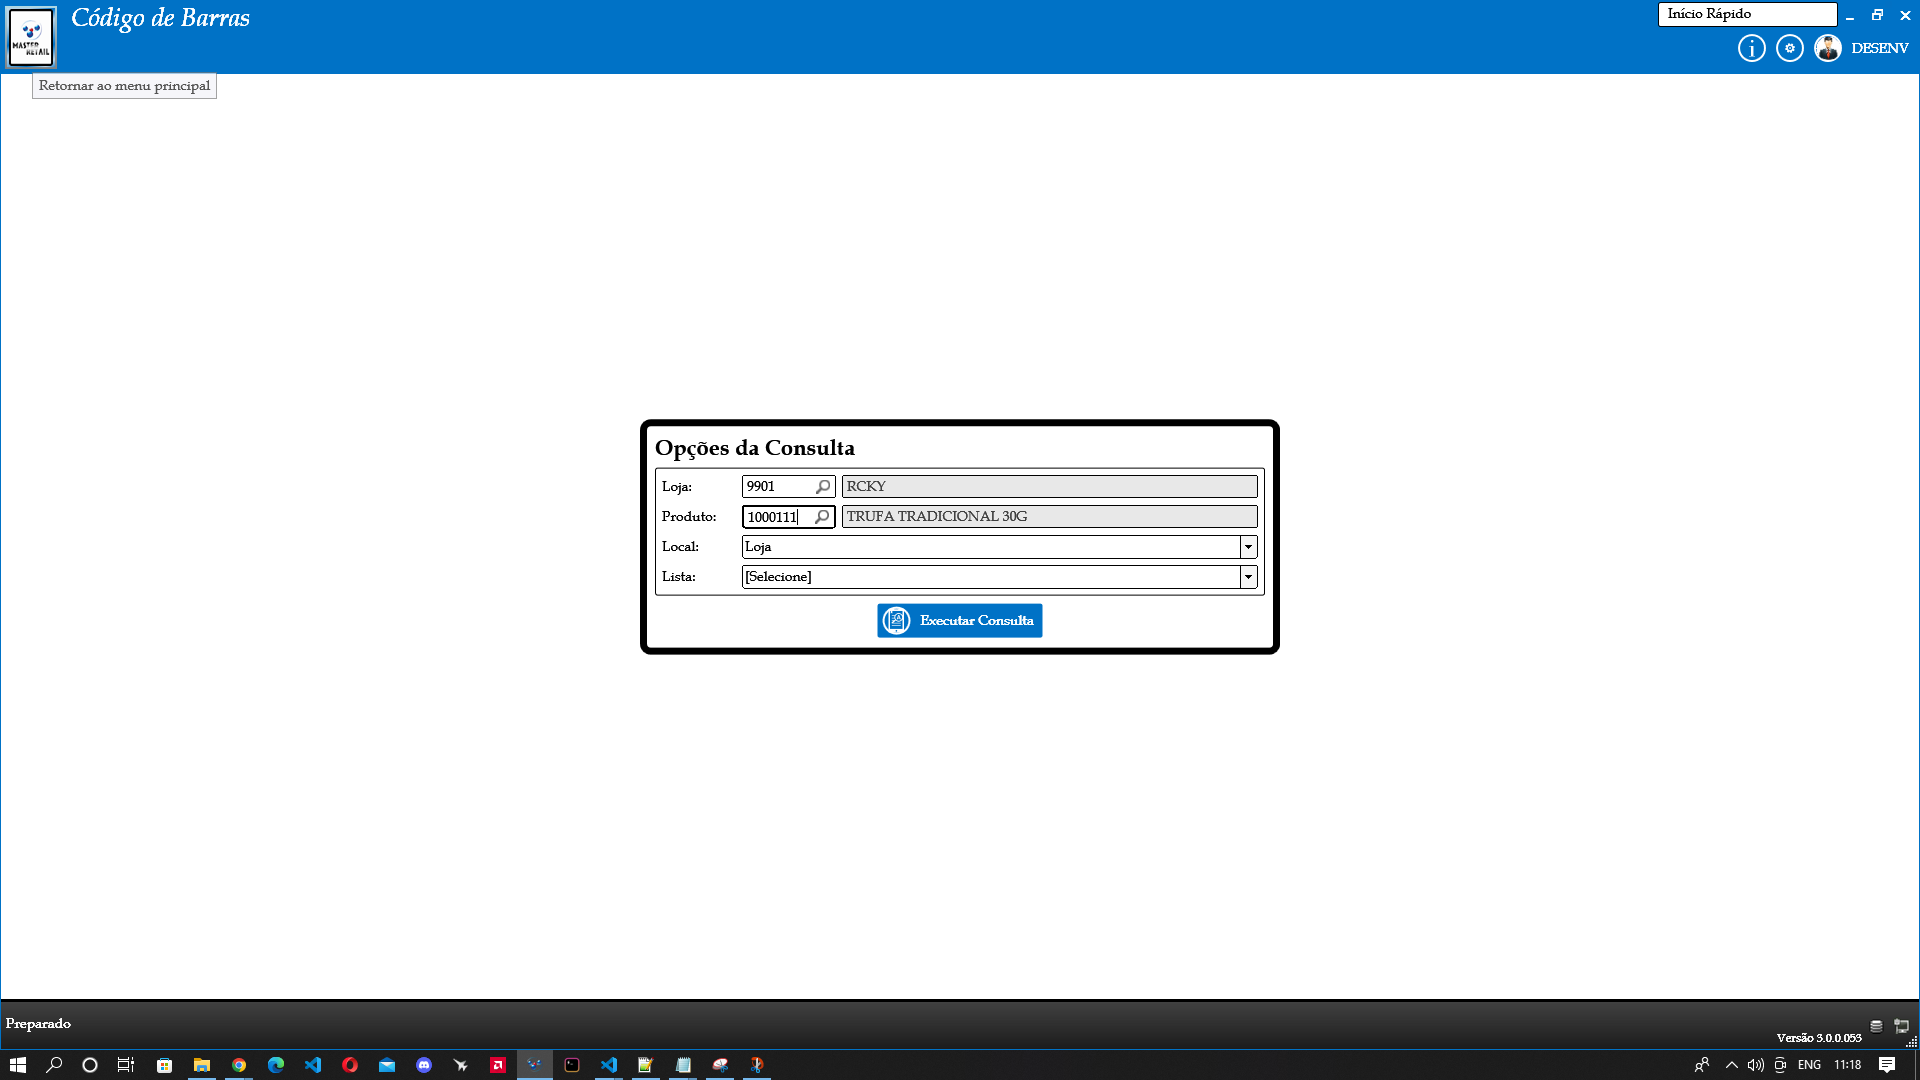 Código de Barras
Início Rápido
MASTER RETAIL
DESENV
Retornar ao menu principal
Opções da Consulta
Loja: 9901 RCKY
Produto: 1000111 TRUFA TRADICIONAL 30G
Local: Loja
Lista: [Selecione]
Executar Consulta
Preparado
Versão 3.0.0.053
ENG 11:18